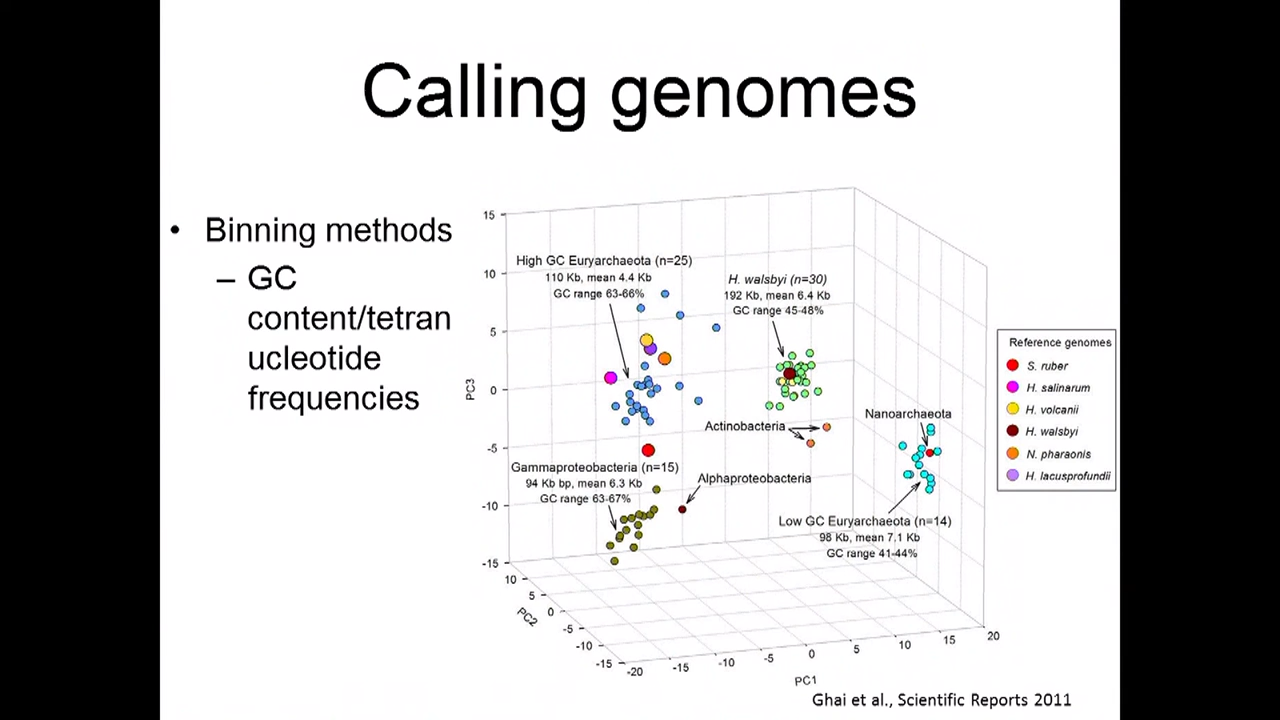 Calling genomes
• Binning methods
– GC
content/tetran
ucleotide
frequencies
High GC Euryarchaeota (n=25)
110 Kb, mean 4.4 Kb
GC range 63-66%
H. walsbyi (n=30)
192 Kb, mean 6.4 Kb
GC range 45-48%
Actinobacteria
Nanoarchaeota
Gammaproteobacteria (n=15)
94 Kb bp, mean 6.3 Kb
GC range 63-67%
Alphaproteobacteria
Low GC Euryarchaeota (n=14)
98 Kb, mean 7.1 Kb
GC range 41-44%
15
10
5
0
-5
-10
-15
PC3
10
5
0
-5
-10
-15
PC2
-20
-15
-10
-5
0
5
10
15
20
PC1
Reference genomes
S. ruber
H. salinarum
H. volcanii
H. walsbyi
N. pharaonis
H. lacusprofundii
Ghai et al., Scientific Reports 2011